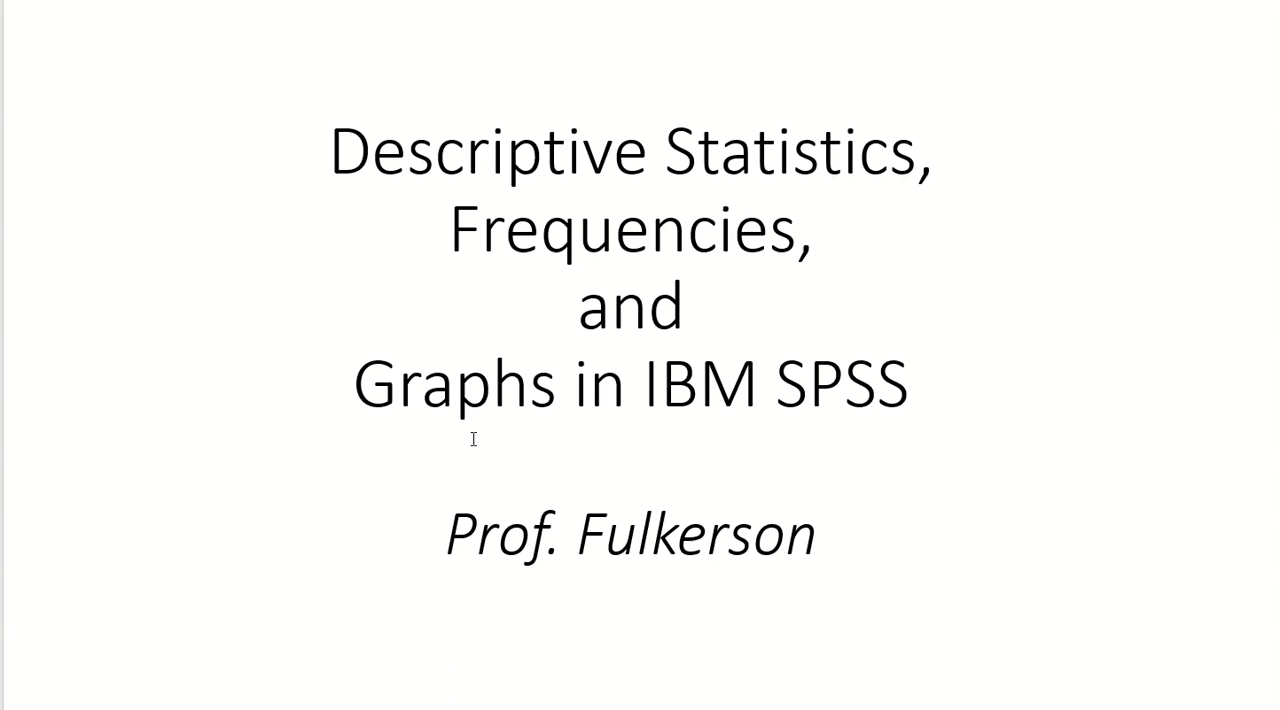 Descriptive Statistics,
Frequencies,
and
Graphs in IBM SPSS
Prof. Fulkerson